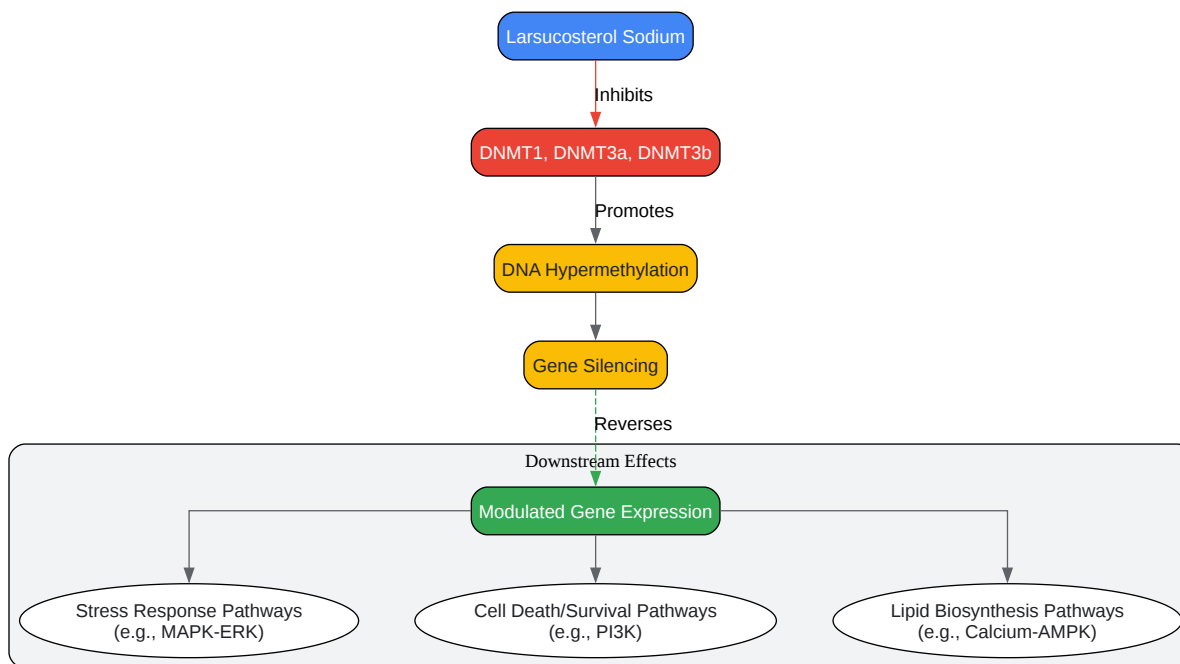 Larsucosterol Sodium
Inhibits
DNMT1, DNMT3a, DNMT3b
Promotes
DNA Hypermethylation
Gene Silencing
Reverses
Downstream Effects
Modulated Gene Expression
Stress Response Pathways
(e.g., MAPK-ERK)
Cell Death/Survival Pathways
(e.g., PI3K)
Lipid Biosynthesis Pathways
(e.g., Calcium-AMPK)